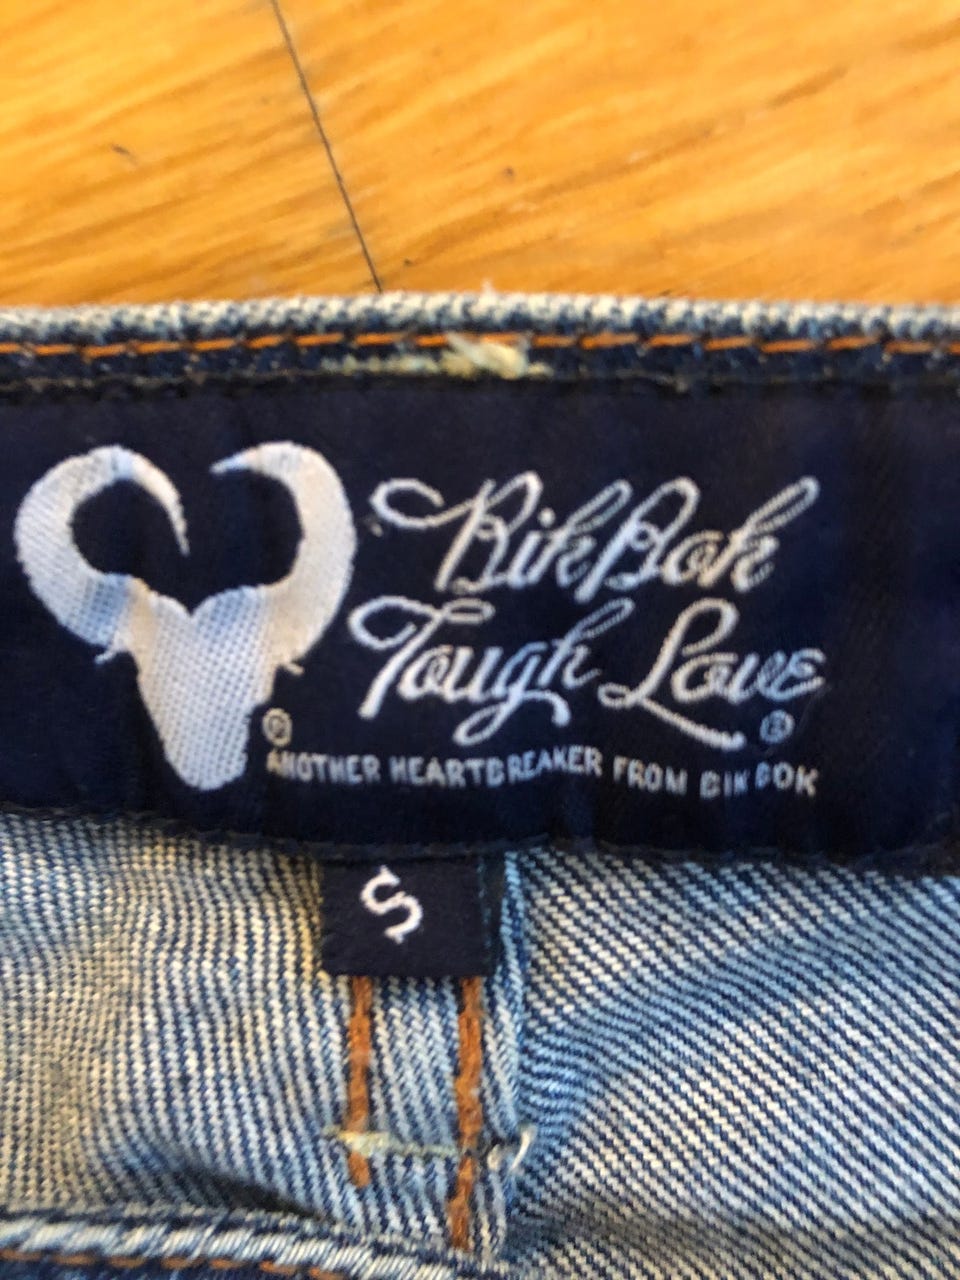 BikBok
Tough Love ®
® ANOTHER HEARTBREAKER FROM BIK BOK
S